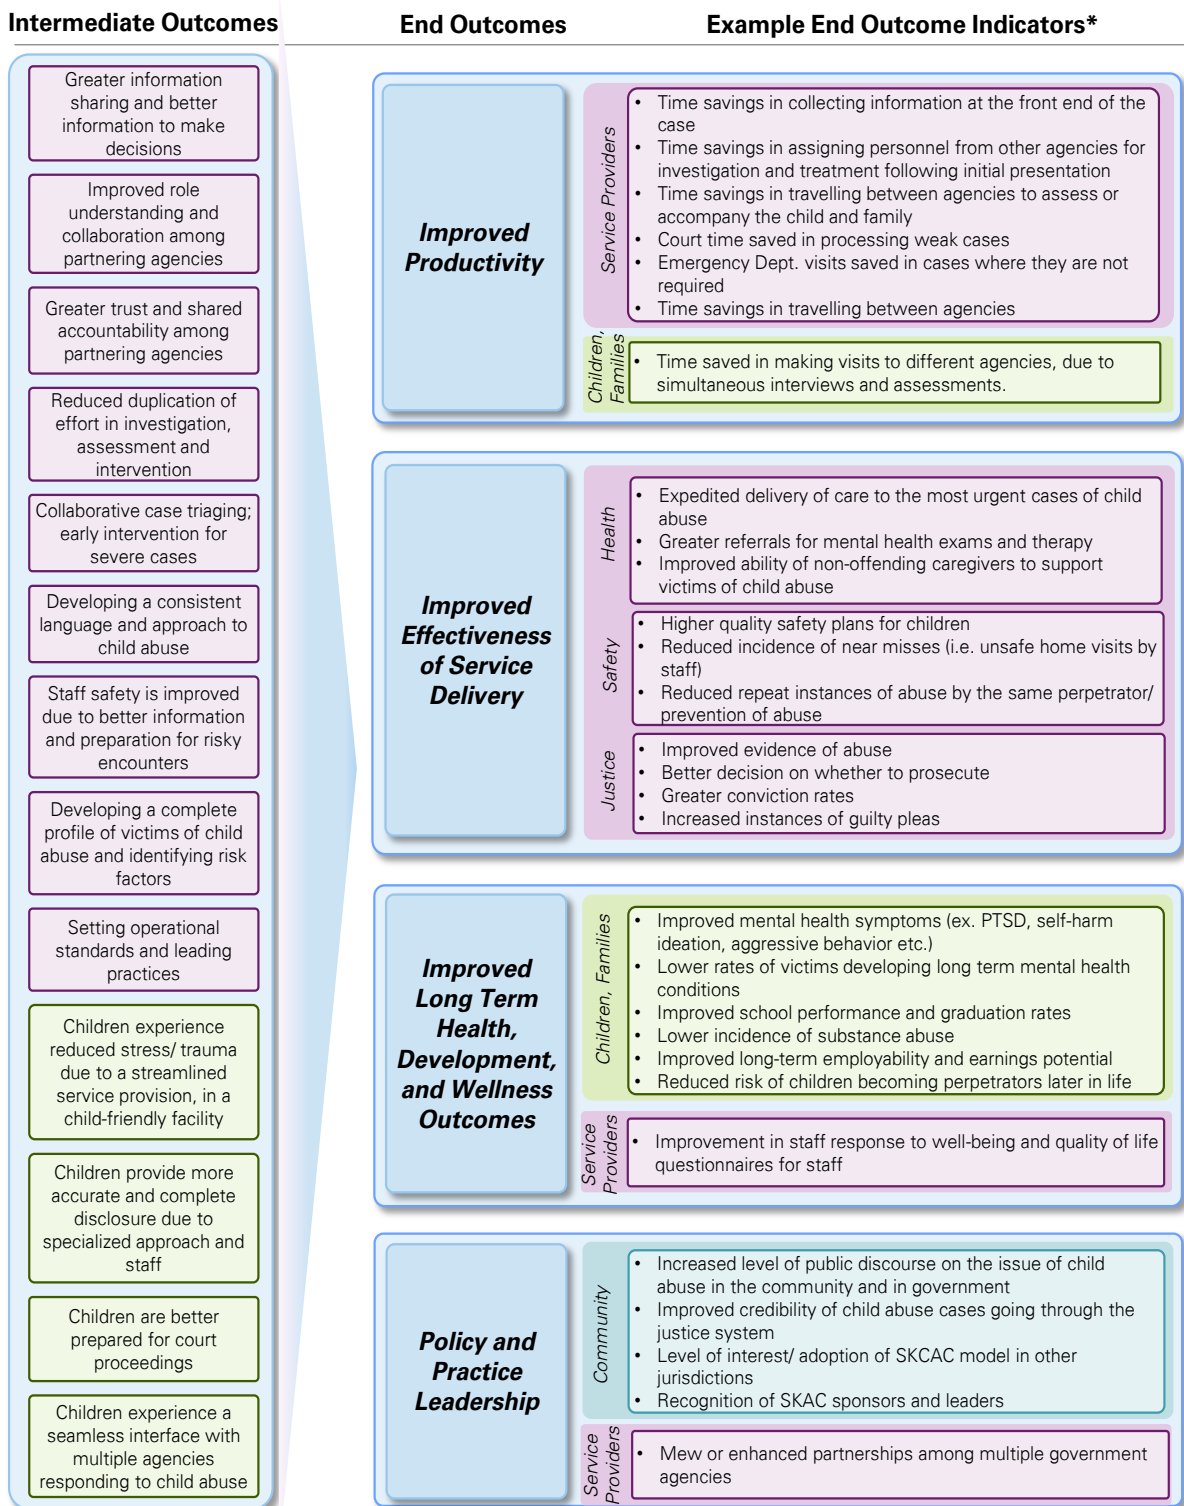 Intermediate Outcomes
End Outcomes
Example End Outcome Indicators*
Greater information
sharing and better
information to make
decisions
Improved role
understanding and
collaboration among
partnering agencies
Greater trust and shared
accountability among
partnering agencies
Reduced duplication of
effort in investigation,
assessment and
intervention
Collaborative case triaging;
early intervention for
severe cases
Developing a consistent
language and approach to
child abuse
Staff safety is improved
due to better information
and preparation for risky
encounters
Developing a complete
profile of victims of child
abuse and identifying risk
factors
Setting operational
standards and leading
practices
Children experience
reduced stress/ trauma
due to a streamlined
service provision, in a
child-friendly facility
Children provide more
accurate and complete
disclosure due to
specialized approach and
staff
Children are better
prepared for court
proceedings
Children experience a
seamless interface with
multiple agencies
responding to child abuse
Improved
Productivity
Service Providers
• Time savings in collecting information at the front end of the
case
• Time savings in assigning personnel from other agencies for
investigation and treatment following initial presentation
• Time savings in travelling between agencies to assess or
accompany the child and family
• Court time saved in processing weak cases
• Emergency Dept. visits saved in cases where they are not
required
• Time savings in travelling between agencies
Children,
Families
• Time saved in making visits to different agencies, due to
simultaneous interviews and assessments.
Improved
Effectiveness
of Service
Delivery
Health
• Expedited delivery of care to the most urgent cases of child
abuse
• Greater referrals for mental health exams and therapy
• Improved ability of non-offending caregivers to support
victims of child abuse
Safety
• Higher quality safety plans for children
• Reduced incidence of near misses (i.e. unsafe home visits by
staff)
• Reduced repeat instances of abuse by the same perpetrator/
prevention of abuse
Justice
• Improved evidence of abuse
• Better decision on whether to prosecute
• Greater conviction rates
• Increased instances of guilty pleas
Improved
Long Term
Health,
Development,
and Wellness
Outcomes
Children, Families
• Improved mental health symptoms (ex. PTSD, self-harm
ideation, aggressive behavior etc.)
• Lower rates of victims developing long term mental health
conditions
• Improved school performance and graduation rates
• Lower incidence of substance abuse
• Improved long-term employability and earnings potential
• Reduced risk of children becoming perpetrators later in life
Service
Providers
• Improvement in staff response to well-being and quality of life
questionnaires for staff
Policy and
Practice
Leadership
Community
• Increased level of public discourse on the issue of child
abuse in the community and in government
• Improved credibility of child abuse cases going through the
justice system
• Level of interest/ adoption of SKCAC model in other
jurisdictions
• Recognition of SKAC sponsors and leaders
Service
Providers
• Mew or enhanced partnerships among multiple government
agencies